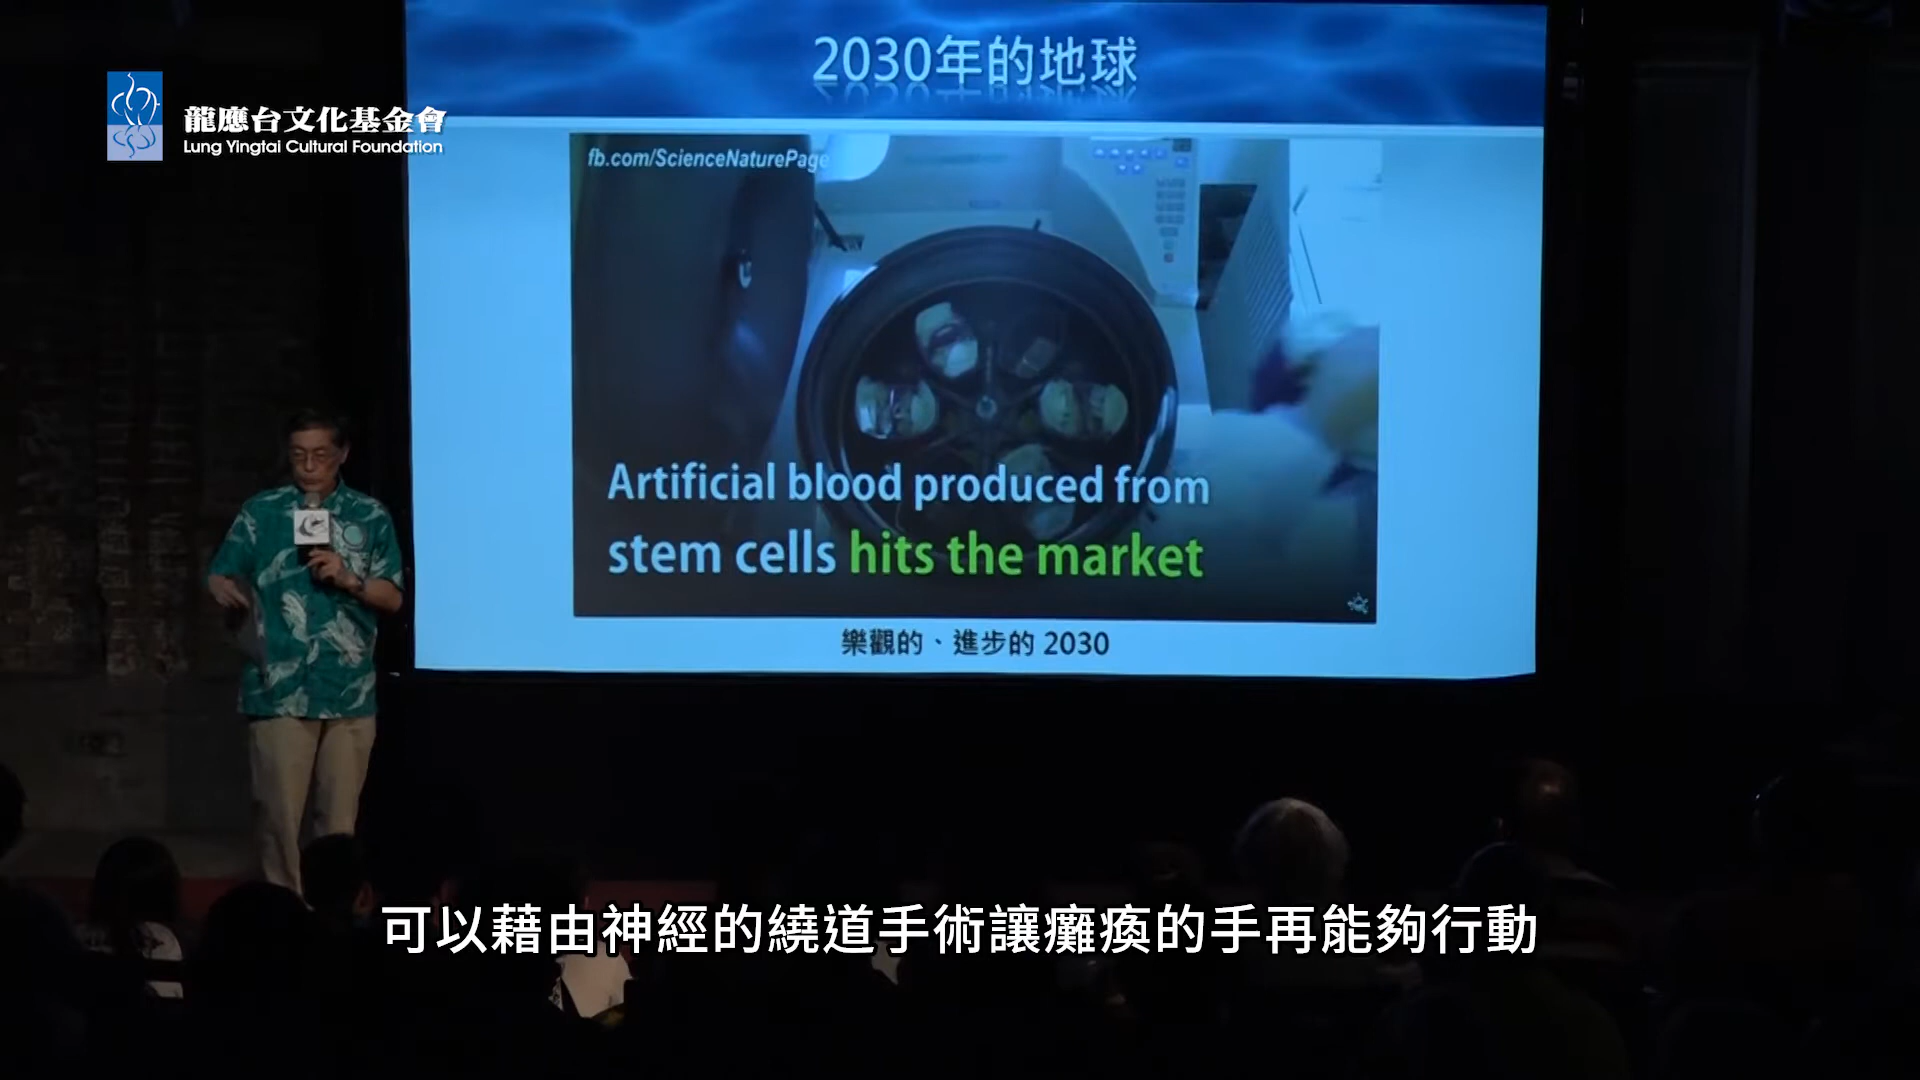 2030年的地球
龍應台文化基金會
Lung Yingtai Cultural Foundation
fb.com/ScienceNaturePage
Artificial blood produced from
stem cells hits the market
樂觀的、進步的 2030
可以藉由神經的繞道手術讓癱瘓的手再能夠行動